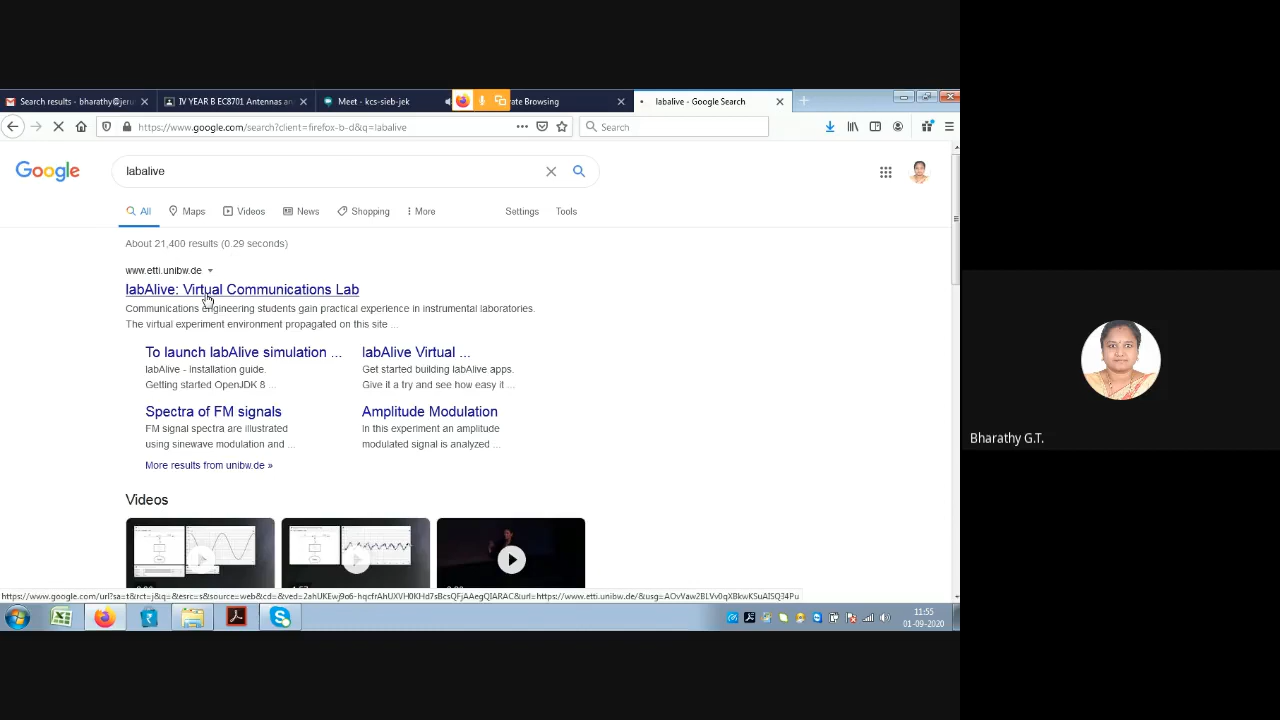 Search results - bharathy@jeru
IV YEAR B EC8701 Antennas an
Meet - kcs-sieb-jek
ate Browsing
labalive - Google Search
https://www.google.com/search?client=firefox-b-d&q=labalive
Search
Google
labalive
All
Maps
Videos
News
Shopping
More
Settings
Tools
About 21,400 results (0.29 seconds)
www.etti.unibw.de
labAlive: Virtual Communications Lab
Communications engineering students gain practical experience in instrumental laboratories.
The virtual experiment environment propagated on this site ...
To launch labAlive simulation ...
labAlive - Installation guide.
Getting started OpenJDK 8 ...
labAlive Virtual ...
Get started building labAlive apps.
Give it a try and see how easy it ...
Spectra of FM signals
FM signal spectra are illustrated
using sinewave modulation and ...
Amplitude Modulation
In this experiment an amplitude
modulated signal is analyzed ...
More results from unibw.de »
Videos
Bharathy G.T.
11:55
01-09-2020